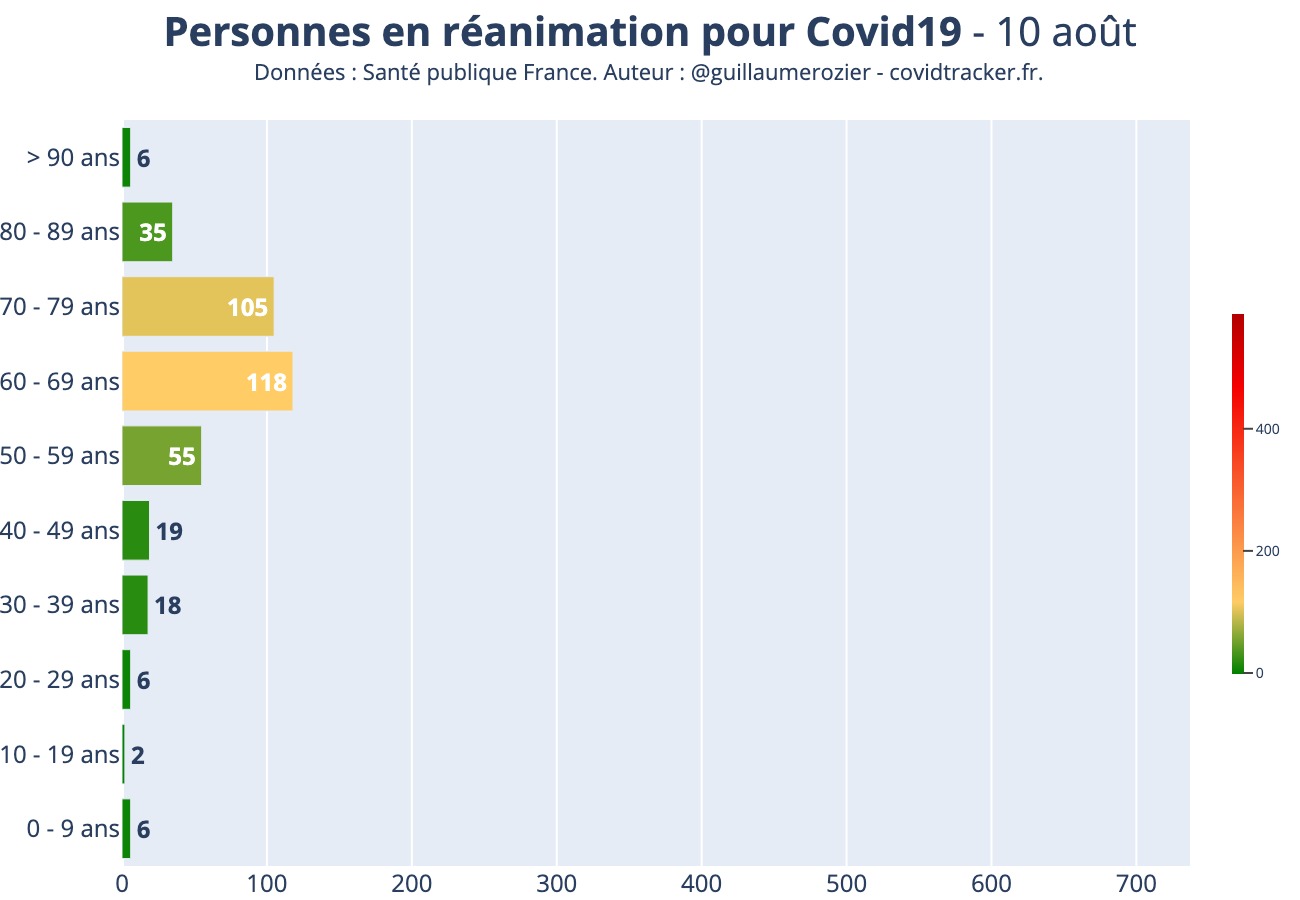 Personnes en réanimation pour Covid19 - 10 août
Données : Santé publique France. Auteur : @guillaumerozier - covidtracker.fr.
> 90 ans 6
80 - 89 ans 35
70 - 79 ans 105
60 - 69 ans 118
50 - 59 ans 55
40 - 49 ans 19
30 - 39 ans 18
20 - 29 ans 6
10 - 19 ans 2
0 - 9 ans 6
0 100 200 300 400 500 600 700
400
200
0